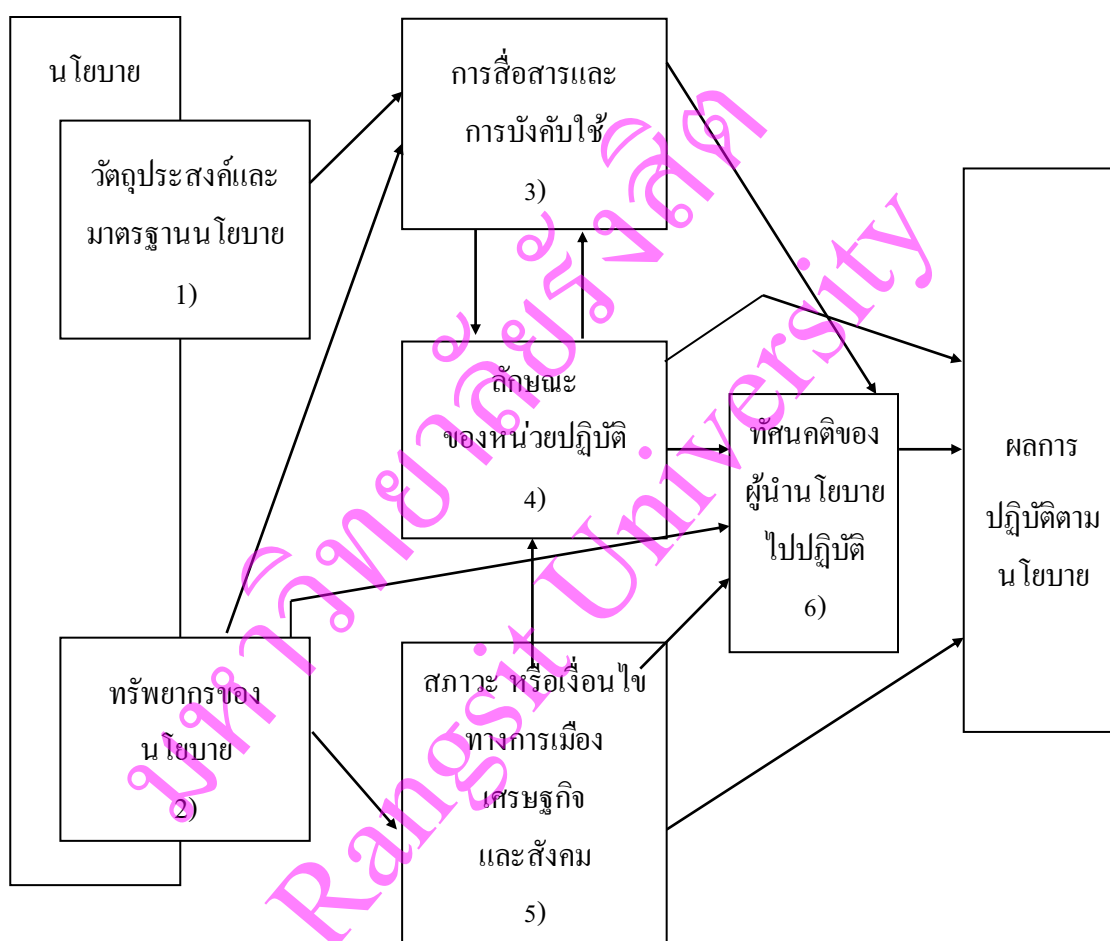 นโยบาย
วัตถุประสงค์และ
มาตรฐานนโยบาย
1)
ทรัพยากรของ
นโยบาย
2)
การสื่อสารและ
การบังคับใช้
3)
ลักษณะ
ของหน่วยปฏิบัติ
4)
สภาวะ หรือเงื่อนไข
ทางการเมือง
เศรษฐกิจ
และสังคม
5)
ทัศนคติของ
ผู้นำนโยบาย
ไปปฏิบัติ
6)
ผลการ
ปฏิบัติตาม
นโยบาย
มหาวิทยาลัยรังสิต
Rangsit University